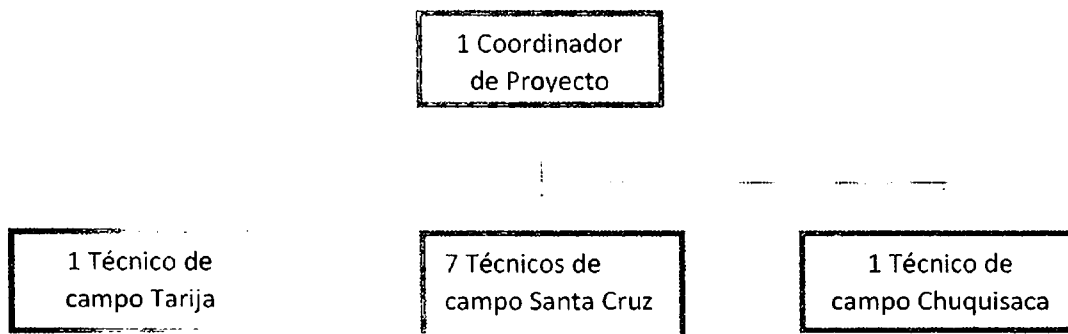 1 Coordinador
de Proyecto
1 Técnico de
campo Tarija
7 Técnicos de
campo Santa Cruz
1 Técnico de
campo Chuquisaca